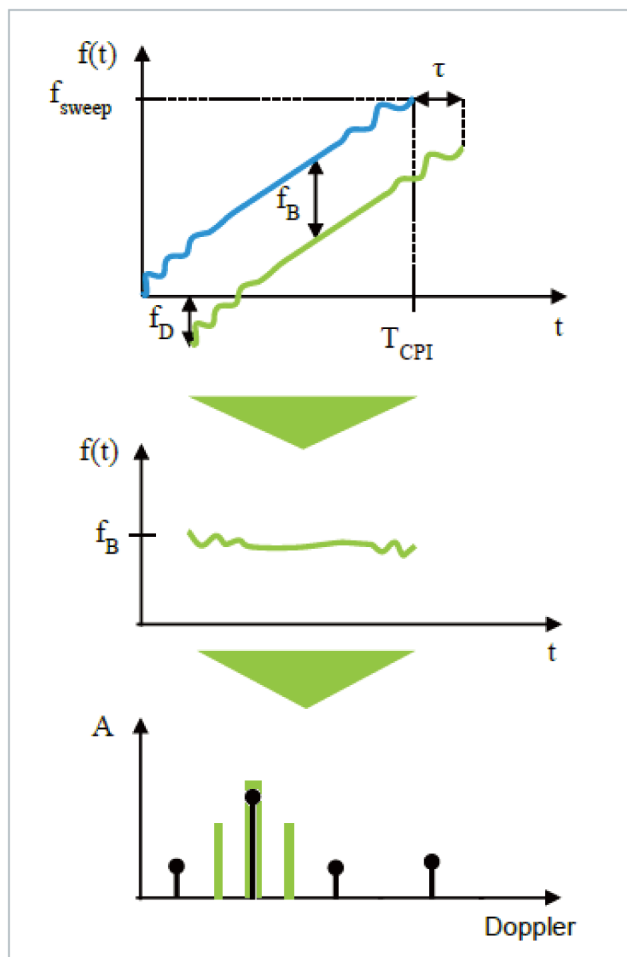 f(t)
τ
f_sweep
f_B
f_D
t
T_CPI
f(t)
f_B
t
A
Doppler